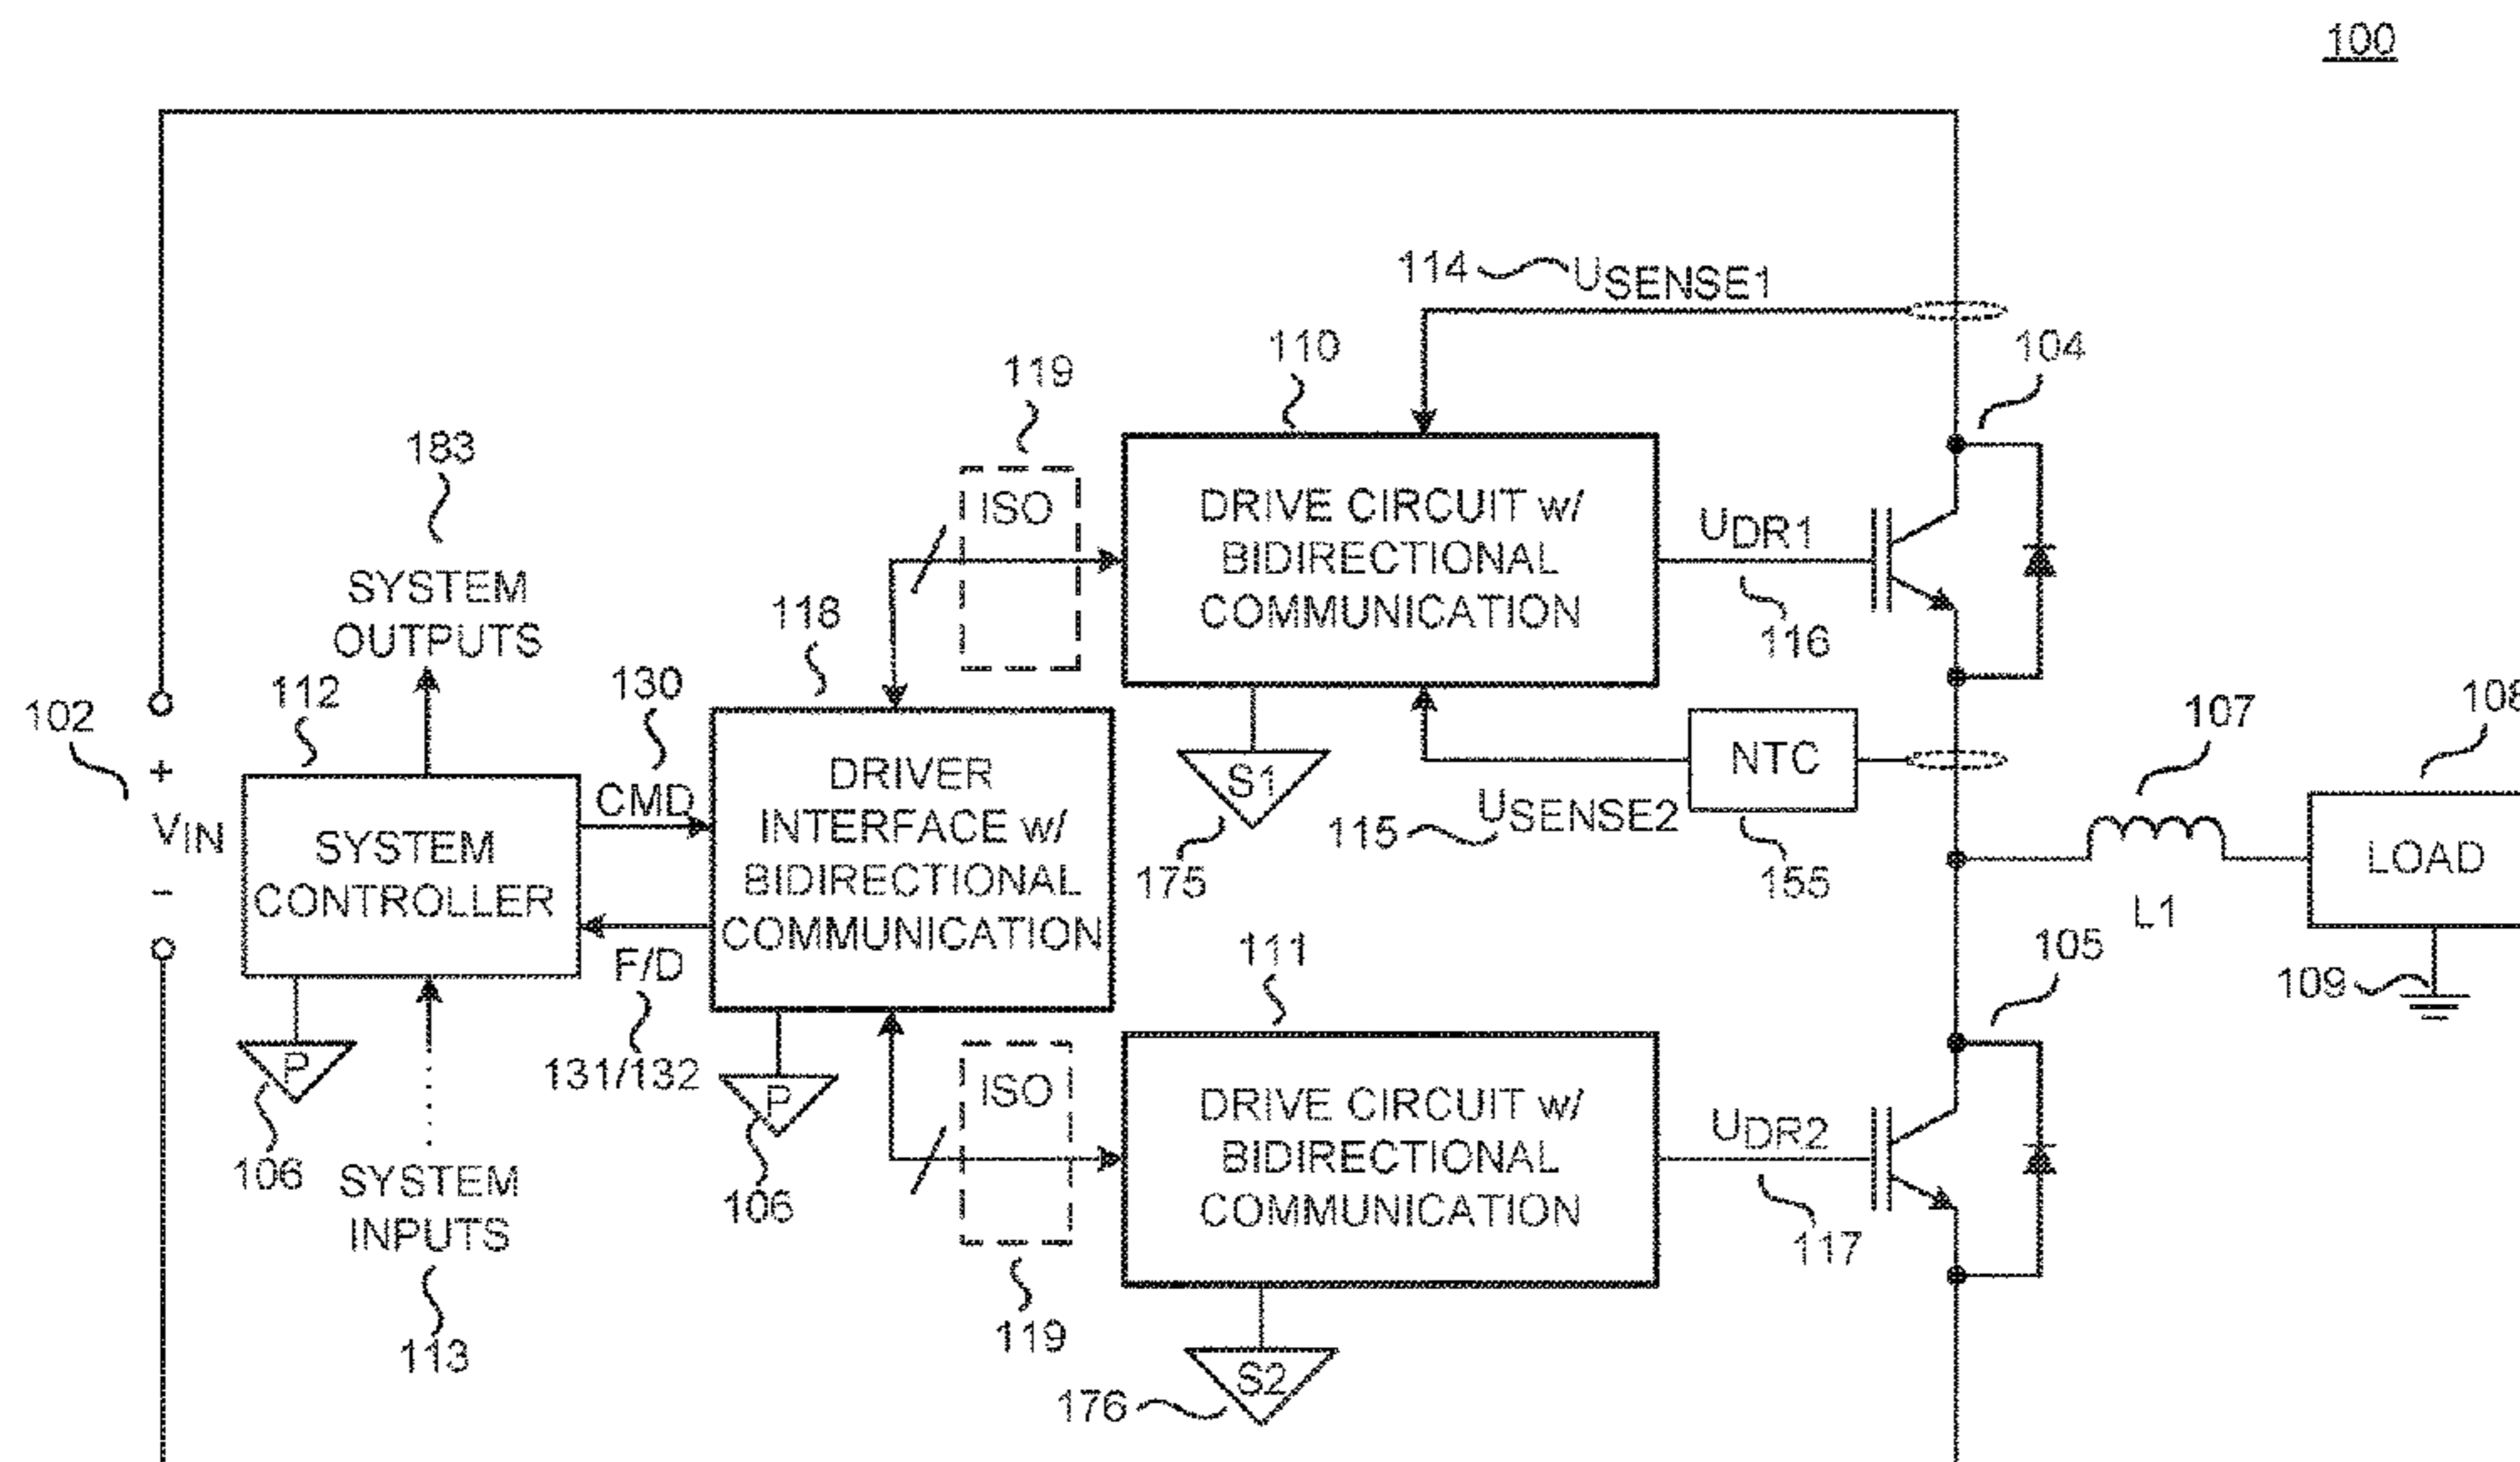 100
114 USENSE1
110
104
119
183
ISO
DRIVE CIRCUIT w/
BIDIRECTIONAL
COMMUNICATION
UDR1
116
SYSTEM
OUTPUTS
118
112
130
102
+
VIN
−
CMD
DRIVER
INTERFACE w/
BIDIRECTIONAL
COMMUNICATION
SYSTEM
CONTROLLER
S1
175
NTC
USENSE2
115
155
107
108
L1
LOAD
109
105
F/D
131/132
111
P
106
P
106
ISO
119
DRIVE CIRCUIT w/
BIDIRECTIONAL
COMMUNICATION
UDR2
117
SYSTEM
INPUTS
113
S2
176